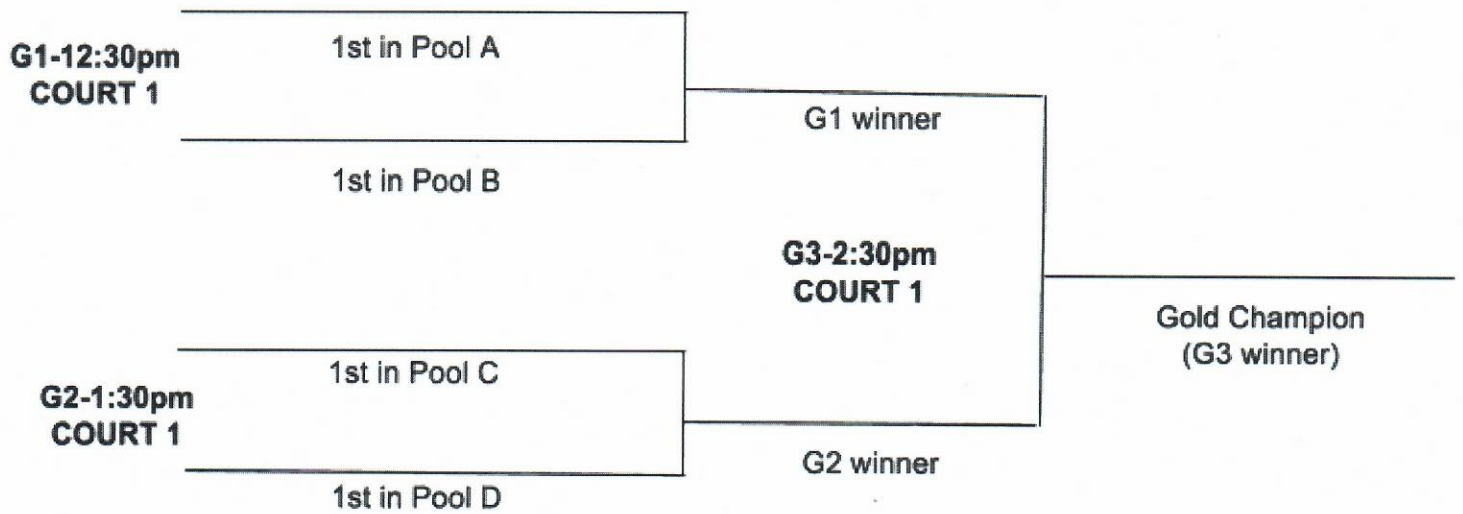 G1-12:30pm
COURT 1
1st in Pool A
G1 winner
1st in Pool B
G3-2:30pm
COURT 1
Gold Champion
(G3 winner)
1st in Pool C
G2-1:30pm
COURT 1
G2 winner
1st in Pool D